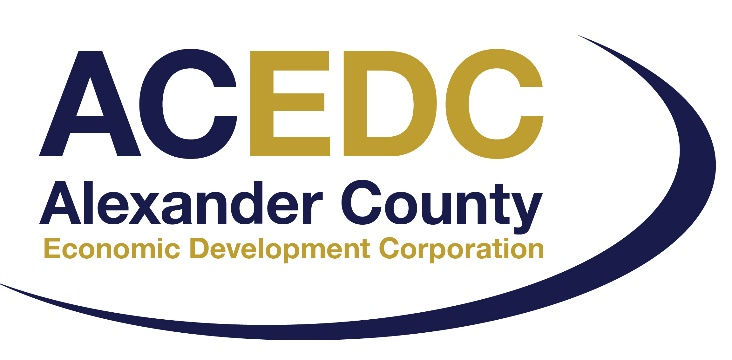 ACEDC
Alexander County
Economic Development Corporation